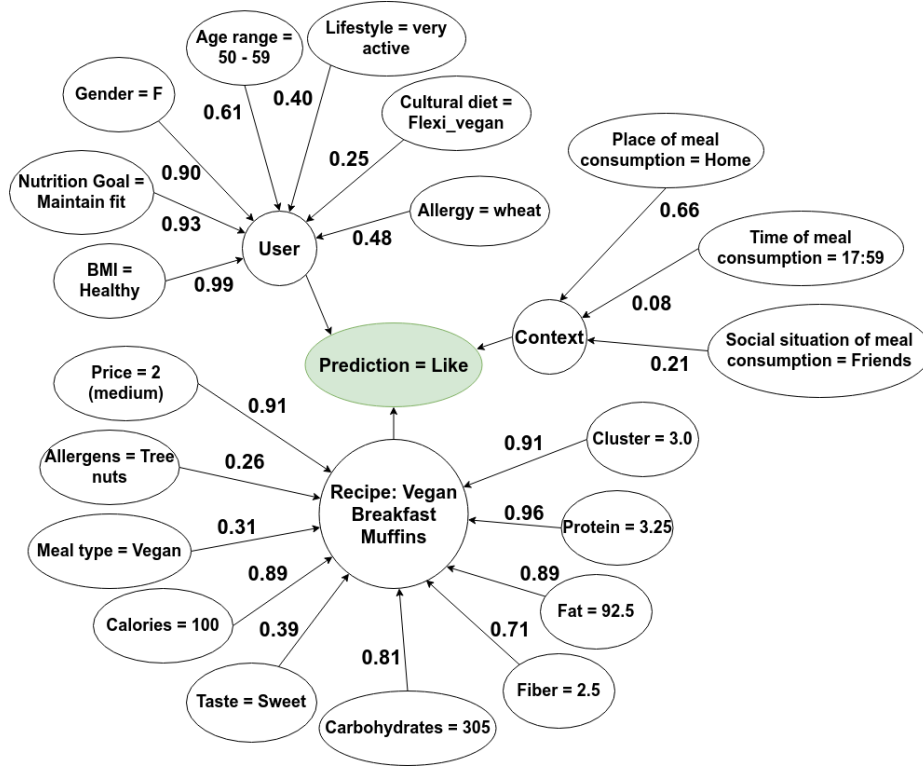 Age range =
50 - 59
Lifestyle = very
active
Gender = F
0.61
0.40
Cultural diet =
Flexi_vegan
0.90
0.25
Nutrition Goal =
Maintain fit
0.93
Allergy = wheat
0.48
User
BMI =
Healthy
0.99
Place of meal
consumption = Home
0.66
Time of meal
consumption = 17:59
0.08
Context
Social situation of meal
consumption = Friends
0.21
Prediction = Like
Price = 2
(medium)
0.91
Allergens = Tree
nuts
0.26
Meal type = Vegan
0.31
Calories = 100
0.89
Taste = Sweet
0.39
Carbohydrates = 305
0.81
Recipe: Vegan
Breakfast
Muffins
Cluster = 3.0
0.91
Protein = 3.25
0.96
Fat = 92.5
0.89
Fiber = 2.5
0.71